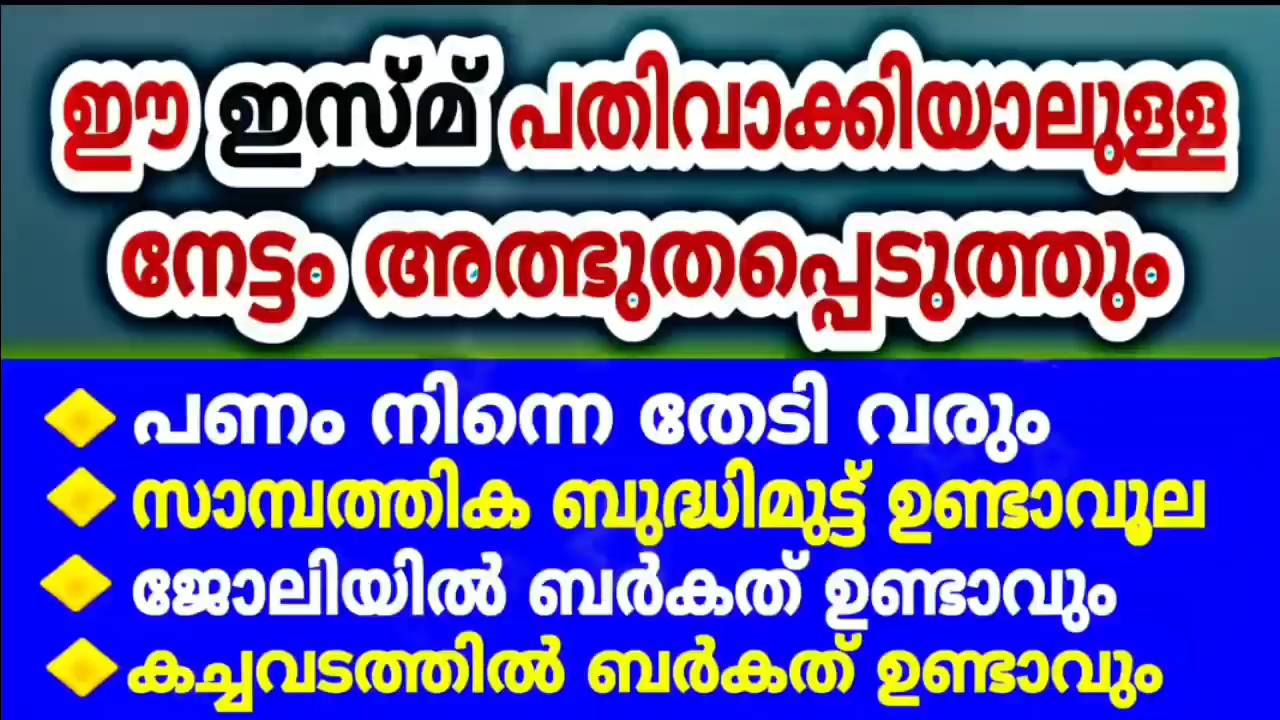 ഈ ഇസ്മ് പതിവാക്കിയാലുള്ള
നേട്ടം അത്ഭുതപ്പെടുത്തും
പണം നിന്നെ തേടി വരും
സാമ്പത്തിക ബുദ്ധിമുട്ട് ഉണ്ടാവൂല
ജോലിയിൽ ബർകത് ഉണ്ടാവും
കച്ചവടത്തിൽ ബർകത് ഉണ്ടാവും